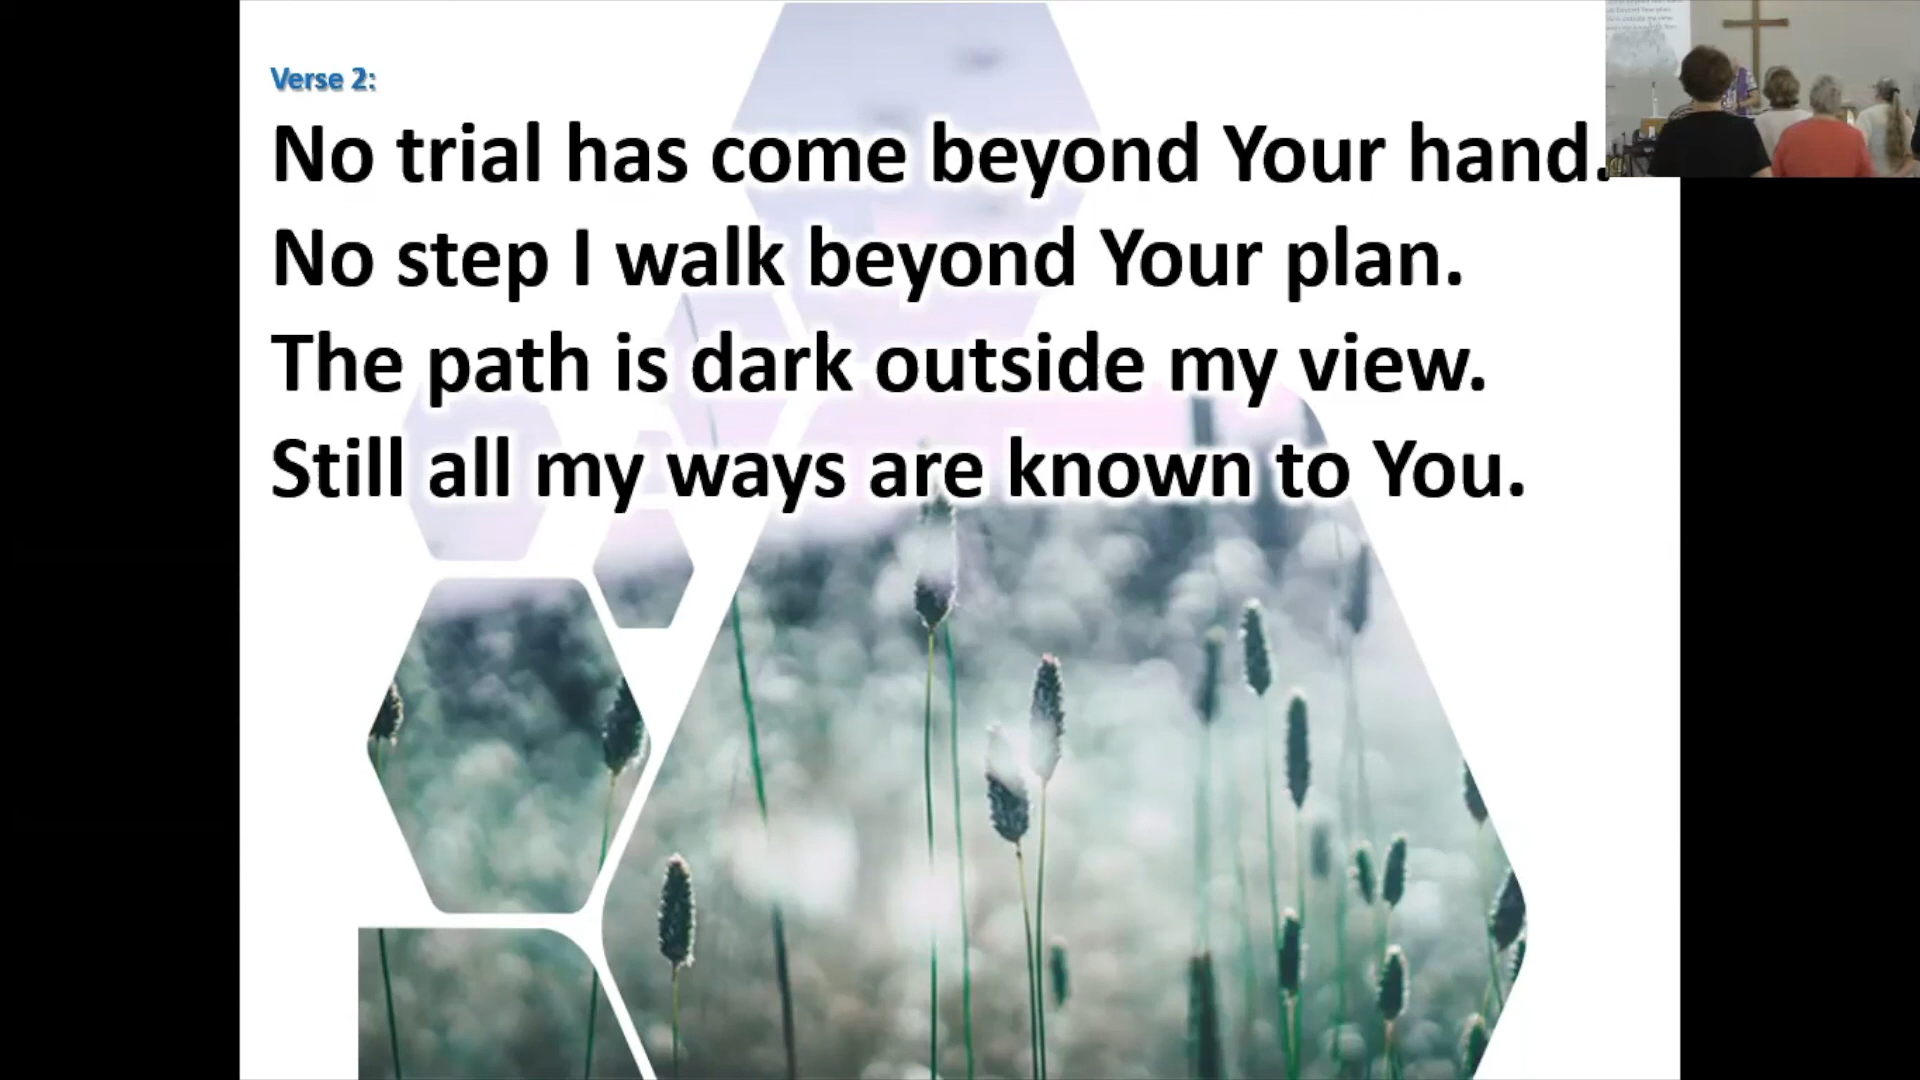 Verse 2:
No trial has come beyond Your hand.
No step I walk beyond Your plan.
The path is dark outside my view.
Still all my ways are known to You.